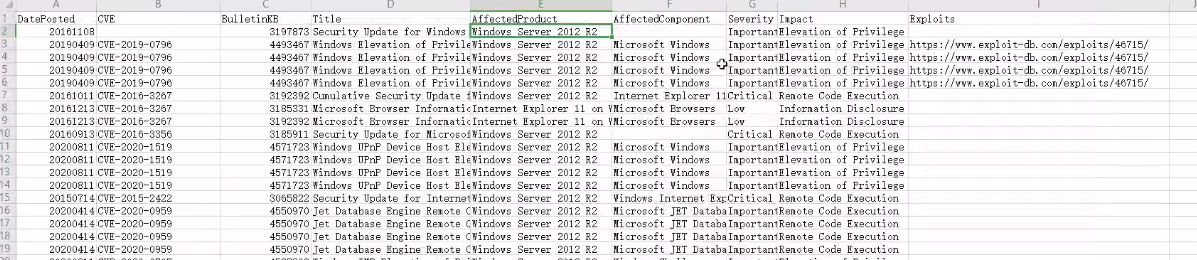 A B C D E F G H I
1 DatePosted CVE BulletinKB Title AffectedProduct AffectedComponent Severity Impact Exploits
2 20161108 3197873 Security Update for Windows Windows Server 2012 R2 Important Elevation of Privilege
3 20190409 CVE-2019-0796 4493467 Windows Elevation of Privile Windows Server 2012 R2 Microsoft Windows Important Elevation of Privilege https://www.exploit-db.com/exploits/46715/
4 20190409 CVE-2019-0796 4493467 Windows Elevation of Privile Windows Server 2012 R2 Microsoft Windows Important Elevation of Privilege https://www.exploit-db.com/exploits/46715/
5 20190409 CVE-2019-0796 4493467 Windows Elevation of Privile Windows Server 2012 R2 Microsoft Windows Important Elevation of Privilege https://www.exploit-db.com/exploits/46715/
6 20190409 CVE-2019-0796 4493467 Windows Elevation of Privile Windows Server 2012 R2 Microsoft Windows Important Elevation of Privilege https://www.exploit-db.com/exploits/46715/
7 20161011 CVE-2016-3267 3192392 Cumulative Security Update f Windows Server 2012 R2 Internet Explorer 11 Critical Remote Code Execution
8 20161213 CVE-2016-3267 3185331 Microsoft Browser Informatic Internet Explorer 11 on W Microsoft Browsers Low Information Disclosure
9 20161213 CVE-2016-3267 3192392 Microsoft Browser Informatic Internet Explorer 11 on W Microsoft Browsers Low Information Disclosure
10 20160913 CVE-2016-3356 3185911 Security Update for Microsof Windows Server 2012 R2 Critical Remote Code Execution
11 20200811 CVE-2020-1519 4571723 Windows UPnP Device Host Ele Windows Server 2012 R2 Microsoft Windows Important Elevation of Privilege
12 20200811 CVE-2020-1519 4571723 Windows UPnP Device Host Ele Windows Server 2012 R2 Microsoft Windows Important Elevation of Privilege
13 20200811 CVE-2020-1519 4571723 Windows UPnP Device Host Ele Windows Server 2012 R2 Microsoft Windows Important Elevation of Privilege
14 20200811 CVE-2020-1519 4571723 Windows UPnP Device Host Ele Windows Server 2012 R2 Microsoft Windows Important Elevation of Privilege
15 20150714 CVE-2015-2422 3065822 Security Update for Internet Windows Server 2012 R2 Windows Internet Exp Critical Remote Code Execution
16 20200414 CVE-2020-0959 4550970 Jet Database Engine Remote C Windows Server 2012 R2 Microsoft JET Databa Important Remote Code Execution
17 20200414 CVE-2020-0959 4550970 Jet Database Engine Remote C Windows Server 2012 R2 Microsoft JET Databa Important Remote Code Execution
18 20200414 CVE-2020-0959 4550970 Jet Database Engine Remote C Windows Server 2012 R2 Microsoft JET Databa Important Remote Code Execution
19 20200414 CVE-2020-0959 4550970 Jet Database Engine Remote C Windows Server 2012 R2 Microsoft JET Databa Important Remote Code Execution